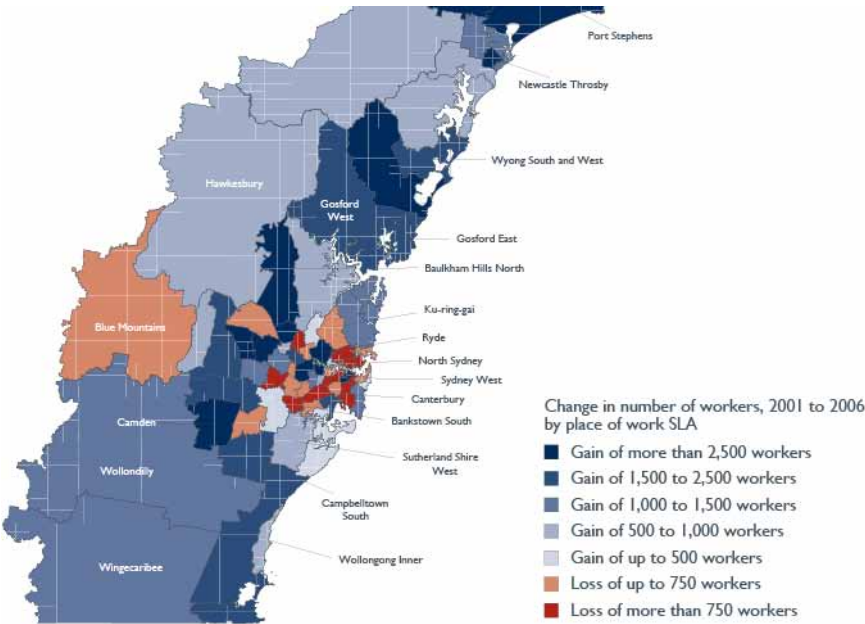 Port Stephens
Newcastle Throsby
Wyong South and West
Hawkesbury
Gosford
West
Gosford East
Baulkham Hills North
Ku-ring-gai
Blue Mountains
Ryde
North Sydney
Sydney West
Canterbury
Camden
Bankstown South
Sutherland Shire
West
Wollondilly
Campbelltown
South
Wollongong Inner
Wingecaribee
Change in number of workers, 2001 to 2006
by place of work SLA
Gain of more than 2,500 workers
Gain of 1,500 to 2,500 workers
Gain of 1,000 to 1,500 workers
Gain of 500 to 1,000 workers
Gain of up to 500 workers
Loss of up to 750 workers
Loss of more than 750 workers